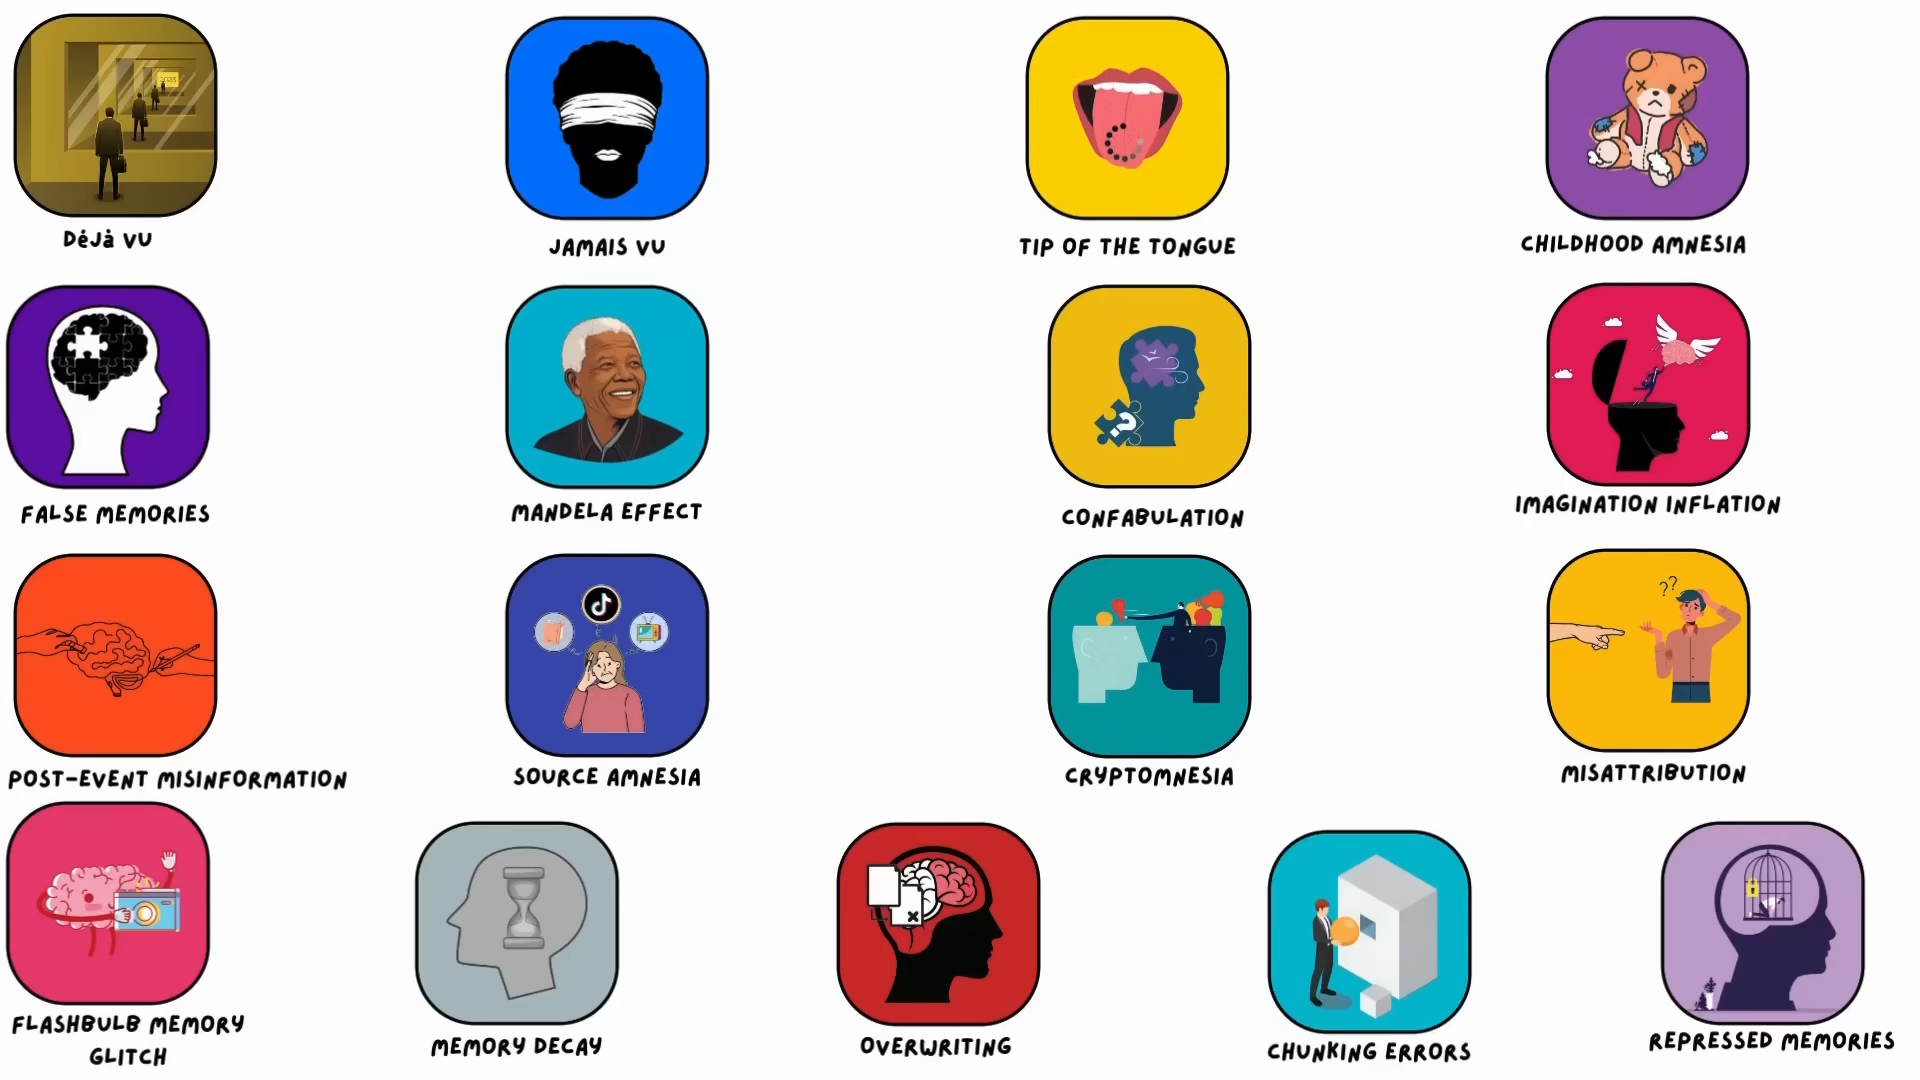 2023
Déjà VU
JAMAIS VU
TIP OF THE TONGUE
CHILDHOOD AMNESIA
FALSE MEMORIES
MANDELA EFFECT
?
CONFABULATION
IMAGINATION INFLATION
POST-EVENT MISINFORMATION
SOURCE AMNESIA
CRYPTOMNESIA
??
MISATTRIBUTION
FLASHBULB MEMORY
GLITCH
MEMORY DECAY
OVERWRITING
CHUNKING ERRORS
REPRESSED MEMORIES